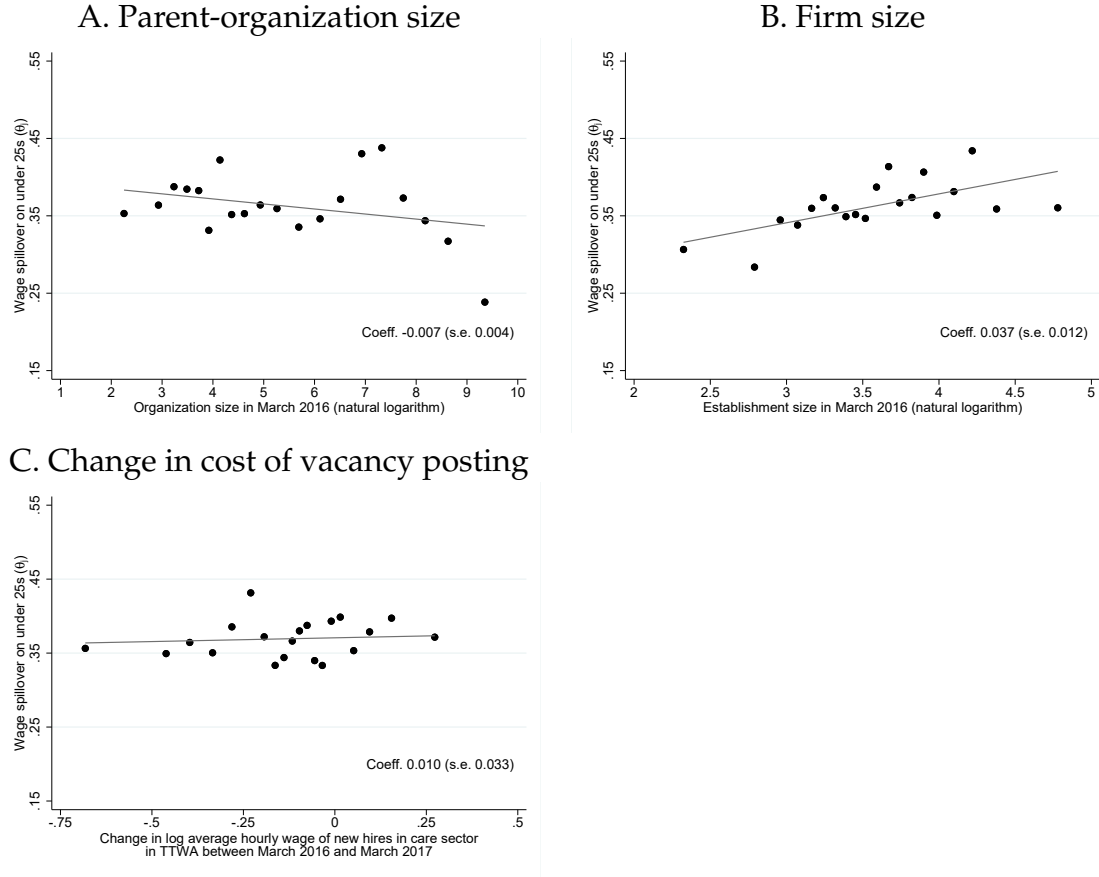 A. Parent-organization size
Wage spillover on under 25s (θj)
.55
.45
.35
.25
.15
Coeff. -0.007 (s.e. 0.004)
1 2 3 4 5 6 7 8 9 10
Organization size in March 2016 (natural logarithm)
B. Firm size
Wage spillover on under 25s (θj)
.55
.45
.35
.25
.15
Coeff. 0.037 (s.e. 0.012)
2 2.5 3 3.5 4 4.5 5
Establishment size in March 2016 (natural logarithm)
C. Change in cost of vacancy posting
Wage spillover on under 25s (θj)
.55
.45
.35
.25
.15
Coeff. 0.010 (s.e. 0.033)
-.75 -.5 -.25 0 .25 .5
Change in log average hourly wage of new hires in care sector
in TTWA between March 2016 and March 2017